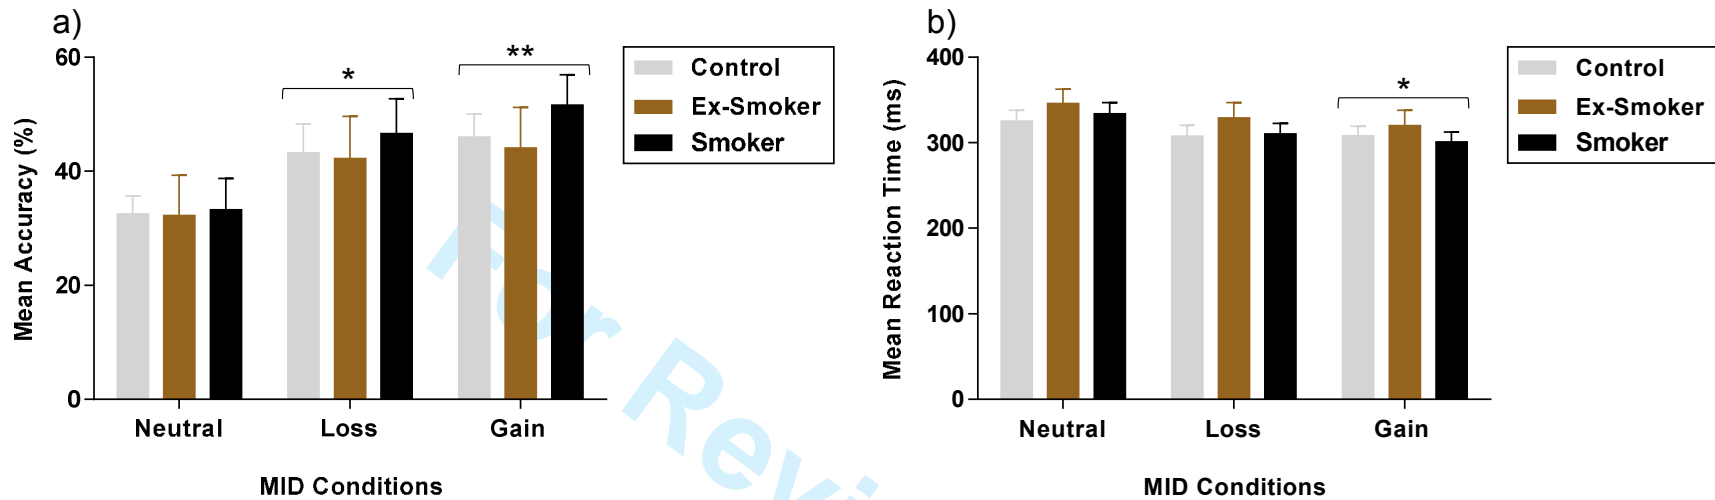 a)
60
40
20
0
Mean Accuracy (%)
*
**
Control
Ex-Smoker
Smoker
Neutral Loss Gain
MID Conditions
b)
400
300
200
100
0
Mean Reaction Time (ms)
*
Control
Ex-Smoker
Smoker
Neutral Loss Gain
MID Conditions
For Revi